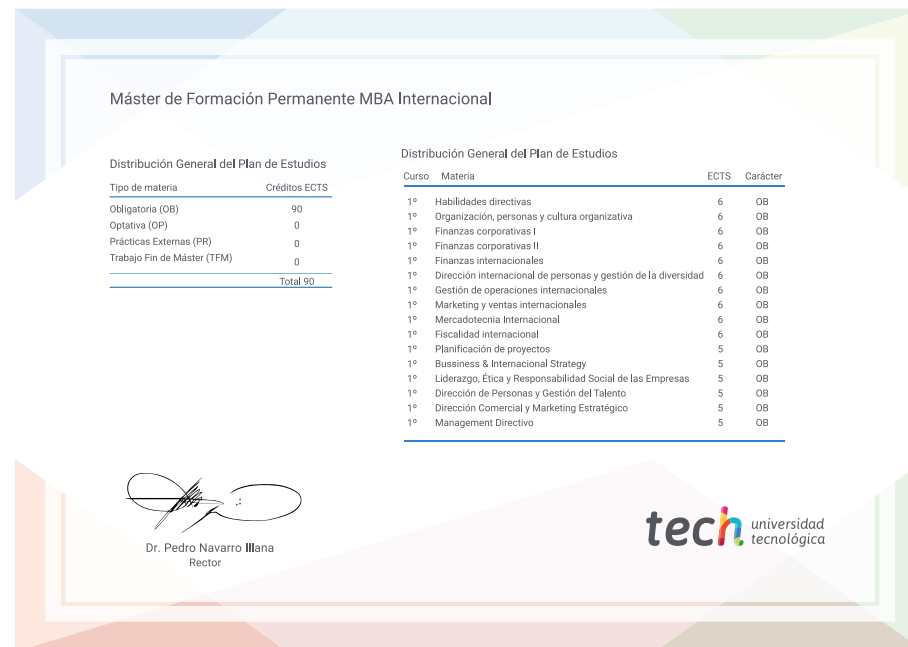 Máster de Formación Permanente MBA Internacional
Distribución General del Plan de Estudios
Tipo de materia Créditos ECTS
Obligatoria (OB) 90
Optativa (OP) 0
Prácticas Externas (PR) 0
Trabajo Fin de Máster (TFM) 0
Total 90
Distribución General del Plan de Estudios
Curso Materia ECTS Carácter
1º Habilidades directivas 6 OB
1º Organización, personas y cultura organizativa 6 OB
1º Finanzas corporativas I 6 OB
1º Finanzas corporativas II 6 OB
1º Finanzas internacionales 6 OB
1º Dirección internacional de personas y gestión de la diversidad 6 OB
1º Gestión de operaciones internacionales 6 OB
1º Marketing y ventas internacionales 6 OB
1º Mercadotecnia Internacional 6 OB
1º Fiscalidad internacional 6 OB
1º Planificación de proyectos 5 OB
1º Bussiness & Internacional Strategy 5 OB
1º Liderazgo, Ética y Responsabilidad Social de las Empresas 5 OB
1º Dirección de Personas y Gestión del Talento 5 OB
1º Dirección Comercial y Marketing Estratégico 5 OB
1º Management Directivo 5 OB
Dr. Pedro Navarro Illana
Rector
tech universidad
tecnológica